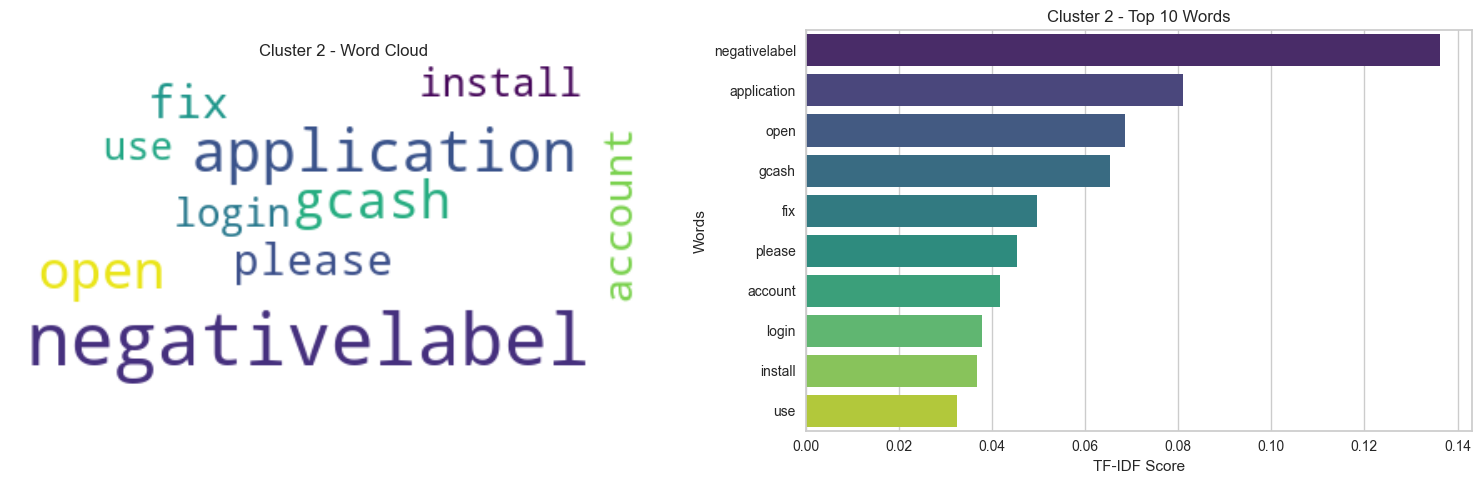 Cluster 2 - Word Cloud
install
fix
use
application
account
gcash
login
please
open
negativelabel
Cluster 2 - Top 10 Words
Words
negativelabel
application
open
gcash
fix
please
account
login
install
use
0.00 0.02 0.04 0.06 0.08 0.10 0.12 0.14
TF-IDF Score